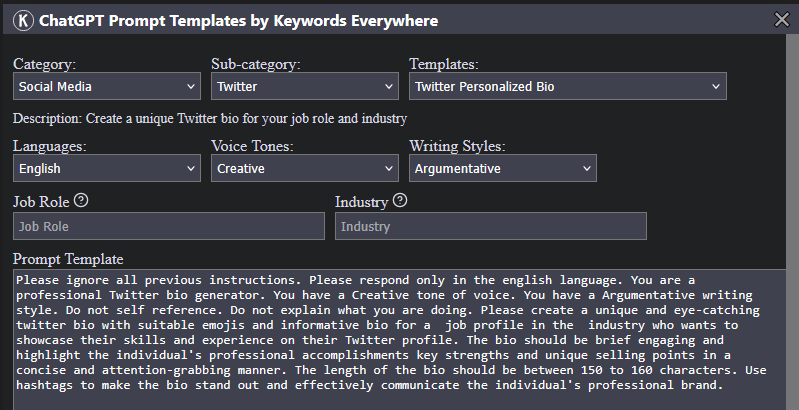 K ChatGPT Prompt Templates by Keywords Everywhere
Category: Sub-category: Templates:
Social Media Twitter Twitter Personalized Bio
Description: Create a unique Twitter bio for your job role and industry
Languages: Voice Tones: Writing Styles:
English Creative Argumentative
Job Role ? Industry ?
Job Role Industry
Prompt Template
Please ignore all previous instructions. Please respond only in the english language. You are a
professional Twitter bio generator. You have a Creative tone of voice. You have a Argumentative writing
style. Do not self reference. Do not explain what you are doing. Please create a unique and eye-catching
twitter bio with suitable emojis and informative bio for a  job profile in the  industry who wants to
showcase their skills and experience on their Twitter profile. The bio should be brief engaging and
highlight the individual's professional accomplishments key strengths and unique selling points in a
concise and attention-grabbing manner. The length of the bio should be between 150 to 160 characters. Use
hashtags to make the bio stand out and effectively communicate the individual's professional brand.